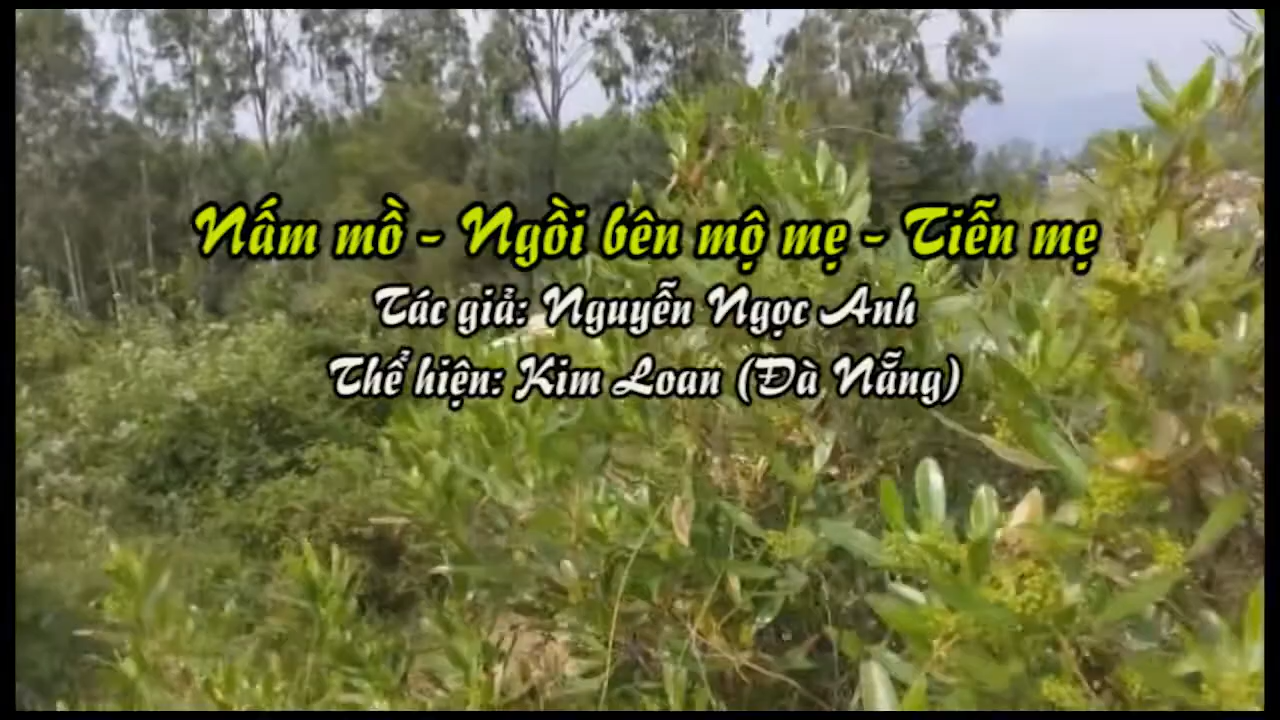 Nấm mồ - Ngồi bên mộ mẹ - Tiễn mẹ
Tác giả: Nguyễn Ngọc Anh
Thể hiện: Kim Loan (Đà Nẵng)